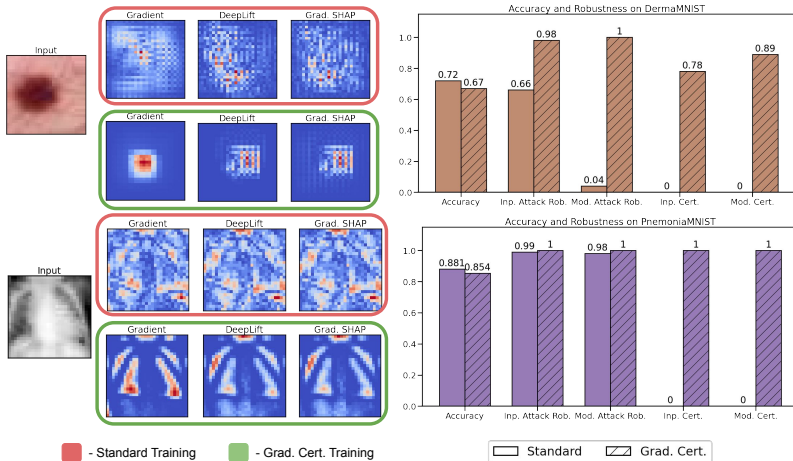 Input
Gradient DeepLift Grad. SHAP
Gradient DeepLift Grad. SHAP
Input
Gradient DeepLift Grad. SHAP
Gradient DeepLift Grad. SHAP
- Standard Training - Grad. Cert. Training
Accuracy and Robustness on DermaMNIST
1.0
0.8
0.6
0.4
0.2
0.0
0.72 0.67 0.66 0.98 0.04 1 0 0.78 0 0.89
Accuracy Inp. Attack Rob. Mod. Attack Rob. Inp. Cert. Mod. Cert.
Accuracy and Robustness on PnemoniaMNIST
1.0
0.8
0.6
0.4
0.2
0.0
0.881 0.854 0.99 1 0.98 1 0 1 0 1
Accuracy Inp. Attack Rob. Mod. Attack Rob. Inp. Cert. Mod. Cert.
Standard Grad. Cert.